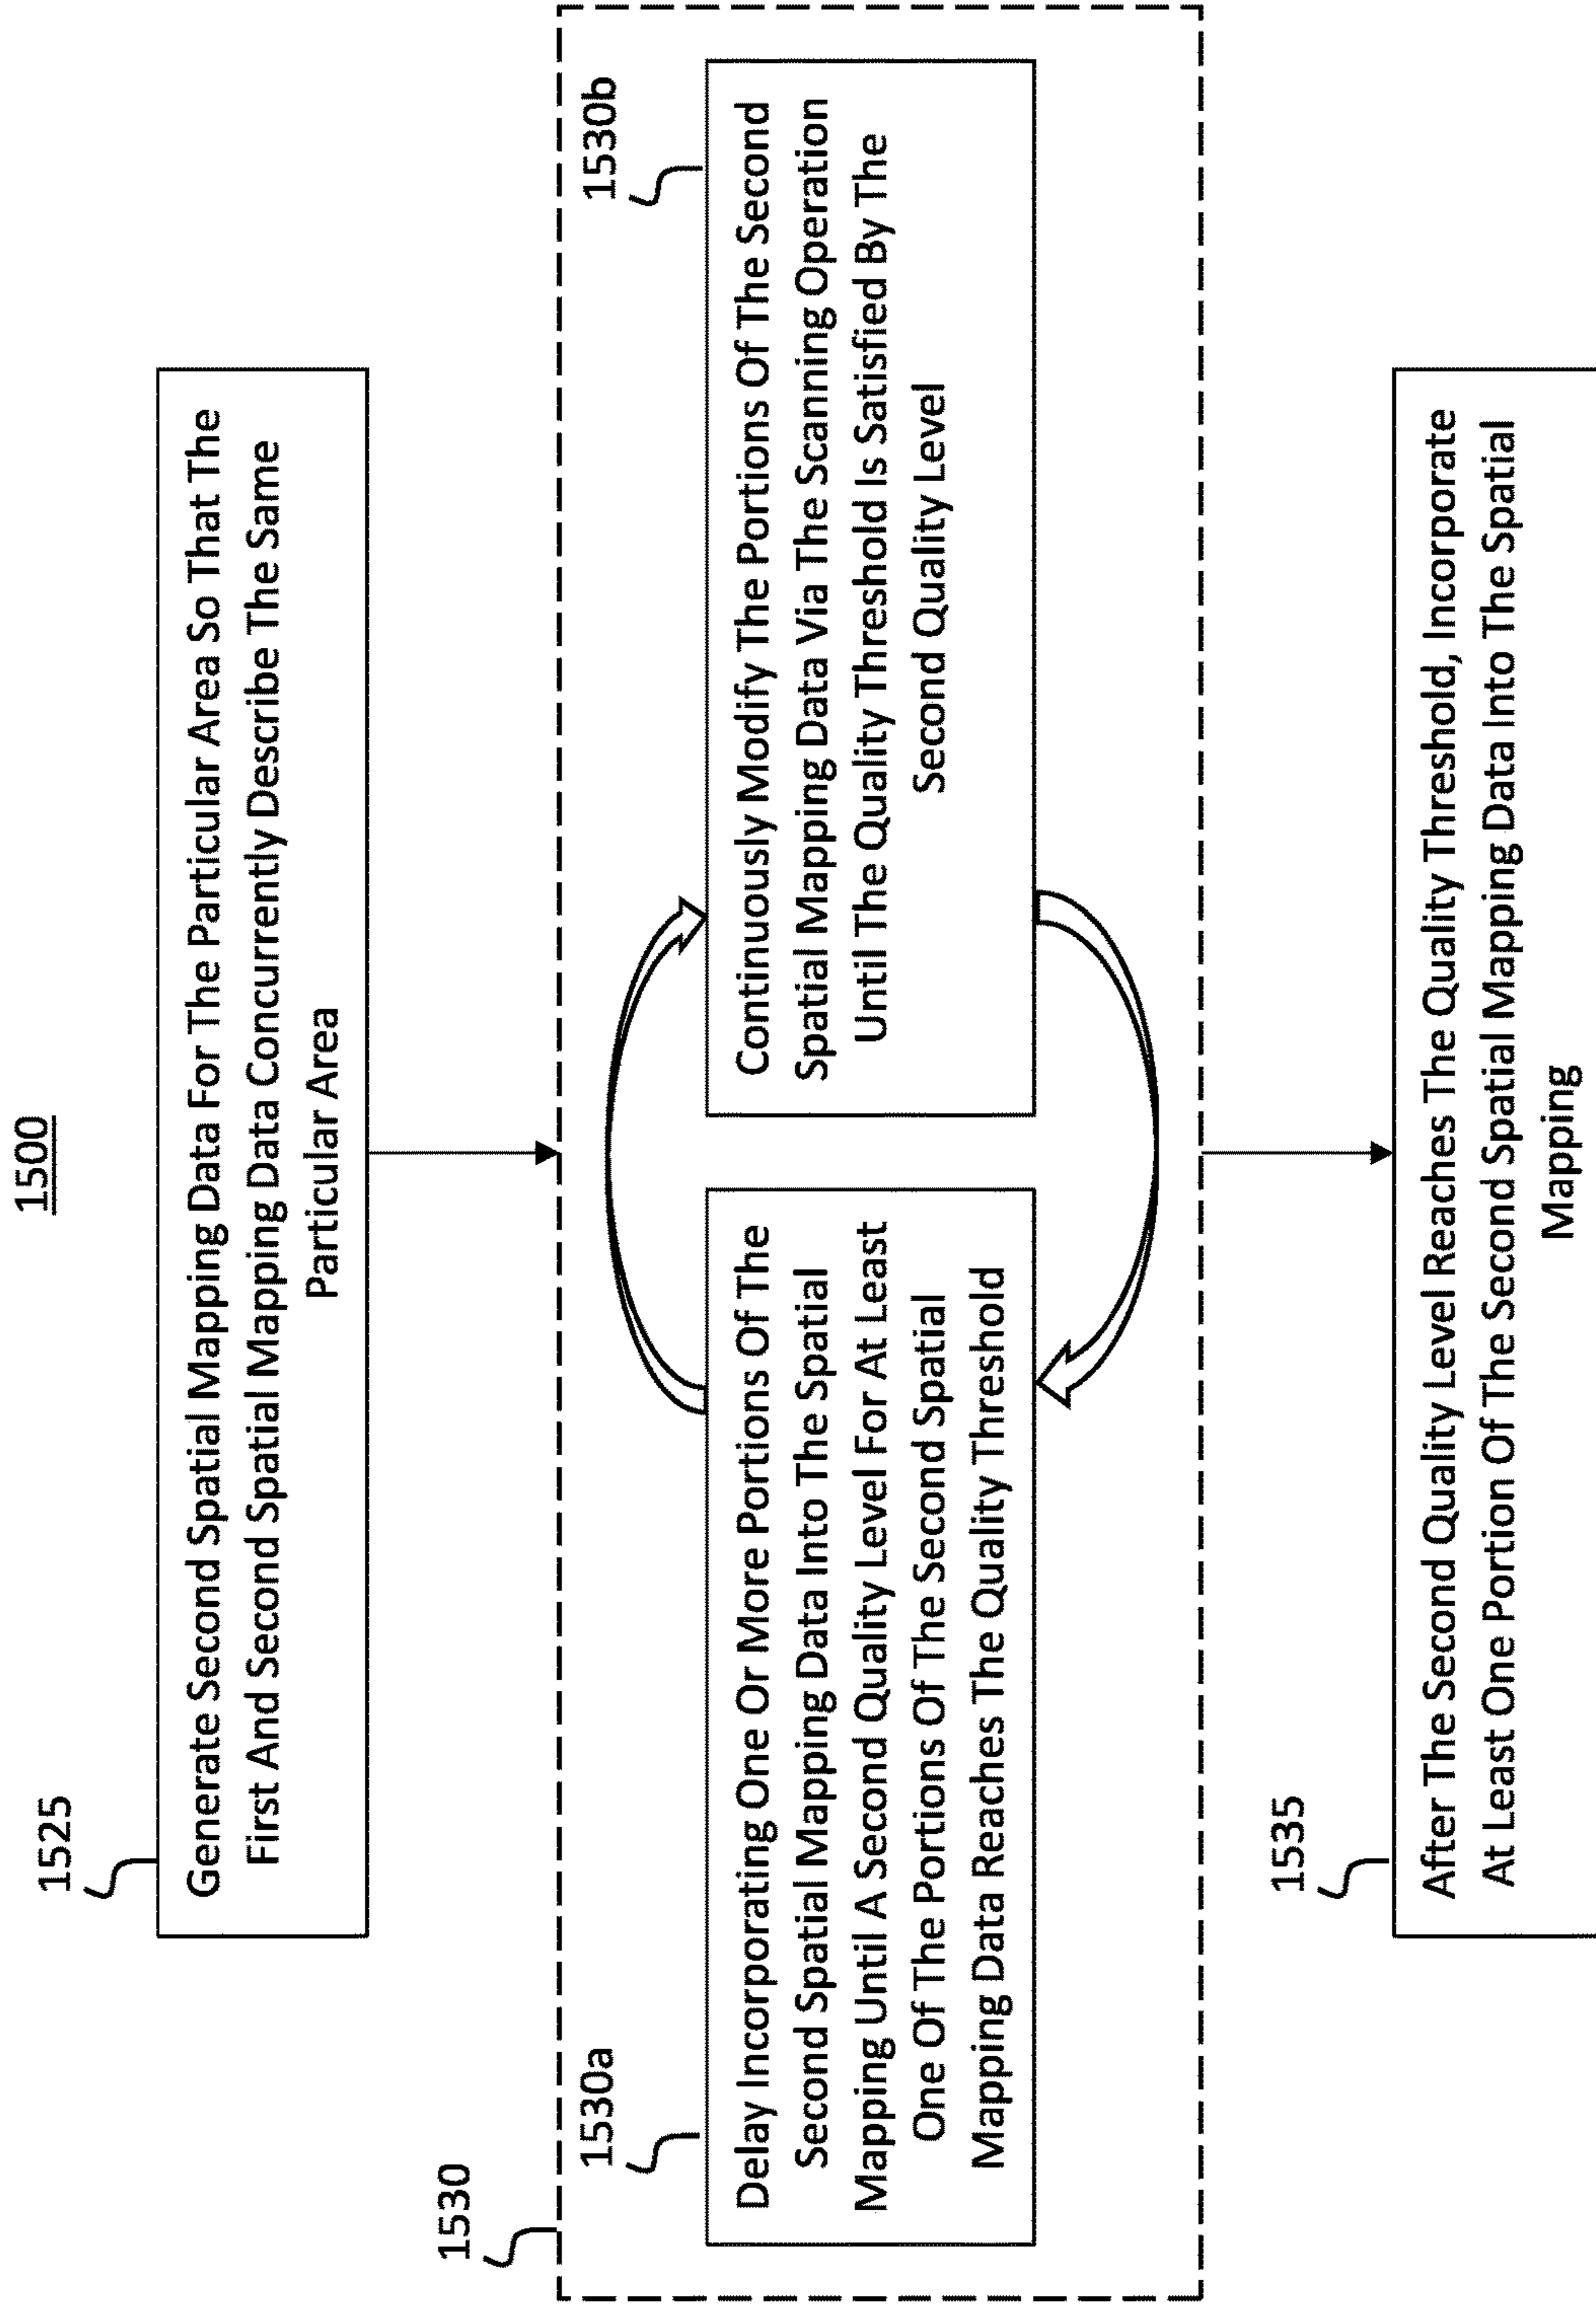 1500
1525
Generate Second Spatial Mapping Data For The Particular Area So That The
First And Second Spatial Mapping Data Concurrently Describe The Same
Particular Area
1530
1530a
Delay Incorporating One Or More Portions Of The
Second Spatial Mapping Data Into The Spatial
Mapping Until A Second Quality Level For At Least
One Of The Portions Of The Second Spatial
Mapping Data Reaches The Quality Threshold
1530b
Continuously Modify The Portions Of The Second
Spatial Mapping Data Via The Scanning Operation
Until The Quality Threshold Is Satisfied By The
Second Quality Level
1535
After The Second Quality Level Reaches The Quality Threshold, Incorporate
At Least One Portion Of The Second Spatial Mapping Data Into The Spatial
Mapping